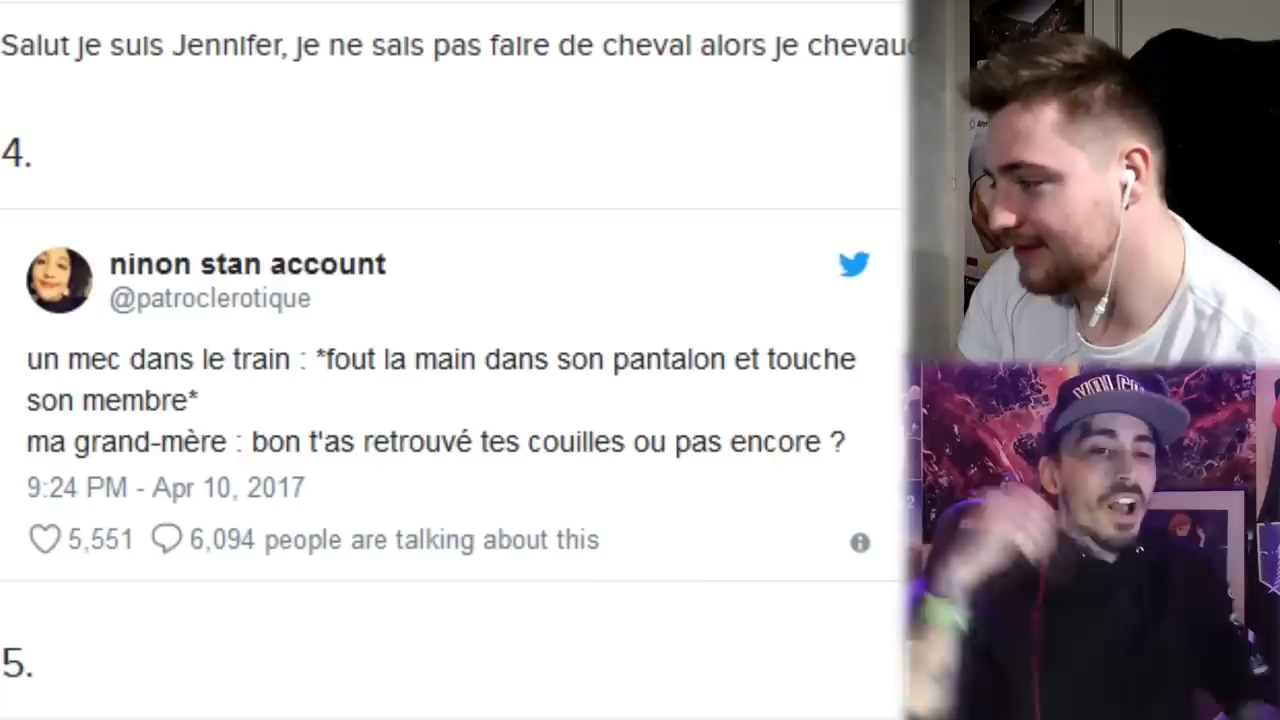 Salut je suis Jennifer, je ne sais pas faire de cheval alors je chevauc
4.
ninon stan account
@patroclerotique
un mec dans le train : *fout la main dans son pantalon et touche
son membre*
ma grand-mère : bon t'as retrouvé tes couilles ou pas encore ?
9:24 PM - Apr 10, 2017
5,551 6,094 people are talking about this
5.